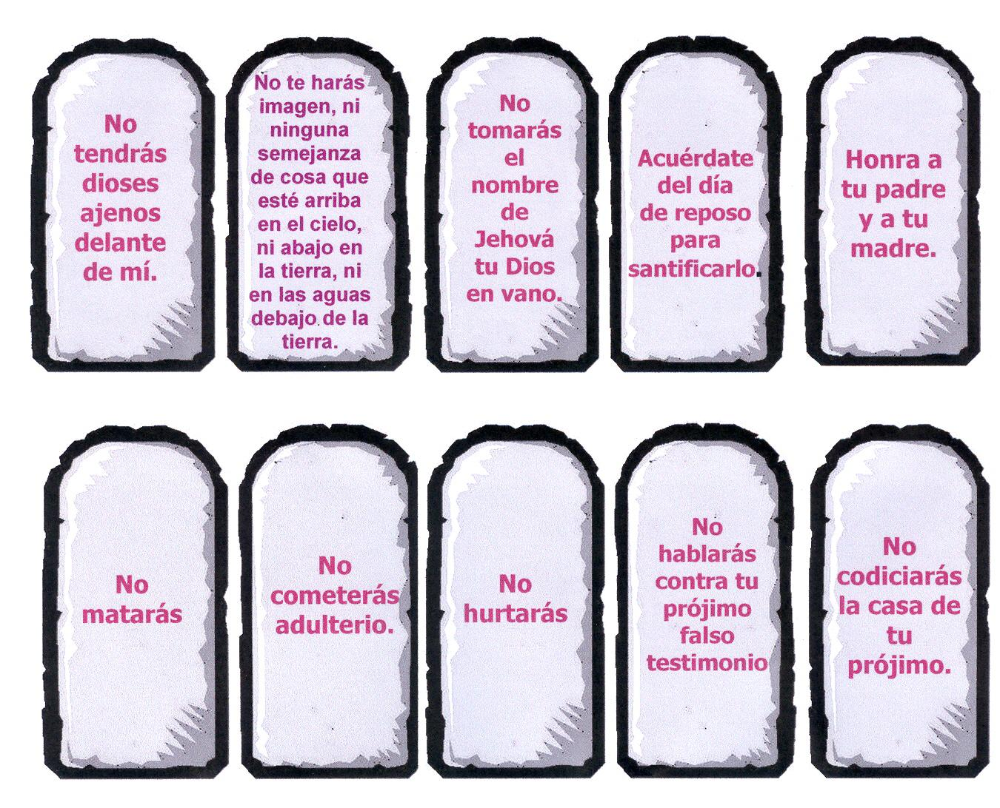 No
tendrás
dioses
ajenos
delante
de mí.
No te harás
imagen, ni
ninguna
semejanza
de cosa que
esté arriba
en el cielo,
ni abajo en
la tierra, ni
en las aguas
debajo de la
tierra.
No
tomarás
el
nombre
de
Jehová
tu Dios
en vano.
Acuérdate
del día
de reposo
para
santificarlo.
Honra a
tu padre
y a tu
madre.
No
matarás
No
cometerás
adulterio.
No
hurtarás
No
hablarás
contra tu
prójimo
falso
testimonio
No
codiciarás
la casa de
tu
prójimo.